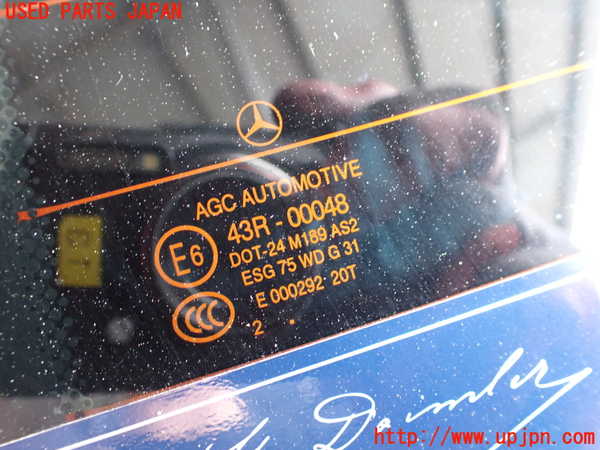 USED PARTS JAPAN
AGC AUTOMOTIVE
E6 43R - 00048
DOT-24 M189 AS2
ESG 75 WD G 31
CCC E 000292 20T
2 .
Daimler
http://www.upjpn.com/